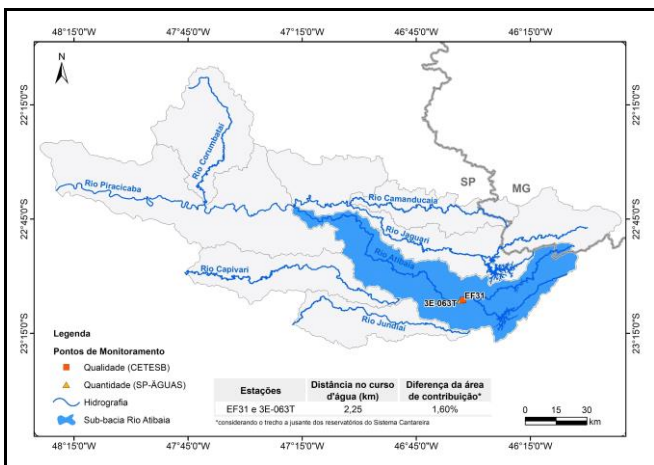 48°15'0"W 47°45'0"W 47°15'0"W 46°45'0"W 46°15'0"W
N
22°15'0"S 22°15'0"S
Rio Corumbataí
SP MG
Rio Piracicaba
Rio Camanducaia
22°45'0"S 22°45'0"S
Rio Jaguari
Rio Atibaia
Rio Capivari
3E-063T EF31
Rio Jundiaí
23°15'0"S 23°15'0"S
Legenda
Pontos de Monitoramento
Qualidade (CETESB)
Quantidade (SP-ÁGUAS)
Hidrografia
Sub-bacia Rio Atibaia
Estações Distância no curso d'água (km) Diferença da área de contribuição*
EF31 e 3E-063T 2,25 1,60%
*considerando o trecho a jusante dos reservatórios do Sistema Cantareira
0 15 30
km
48°15'0"W 47°45'0"W 47°15'0"W 46°45'0"W 46°15'0"W